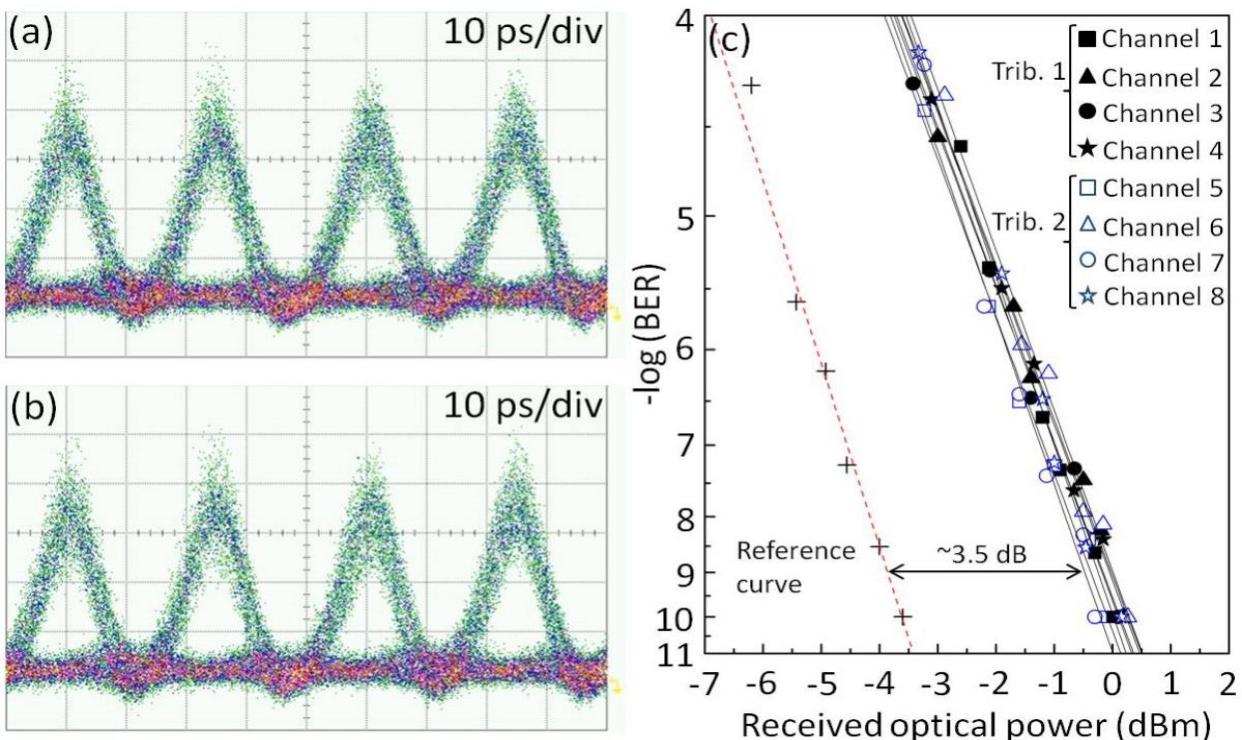 (a)
10 ps/div
(b)
10 ps/div
(c)
-log (BER)
4
5
6
7
8
9
10
11
Trib. 1
Channel 1
Channel 2
Channel 3
Channel 4
Trib. 2
Channel 5
Channel 6
Channel 7
Channel 8
Reference
curve
~3.5 dB
-7 -6 -5 -4 -3 -2 -1 0 1 2
Received optical power (dBm)